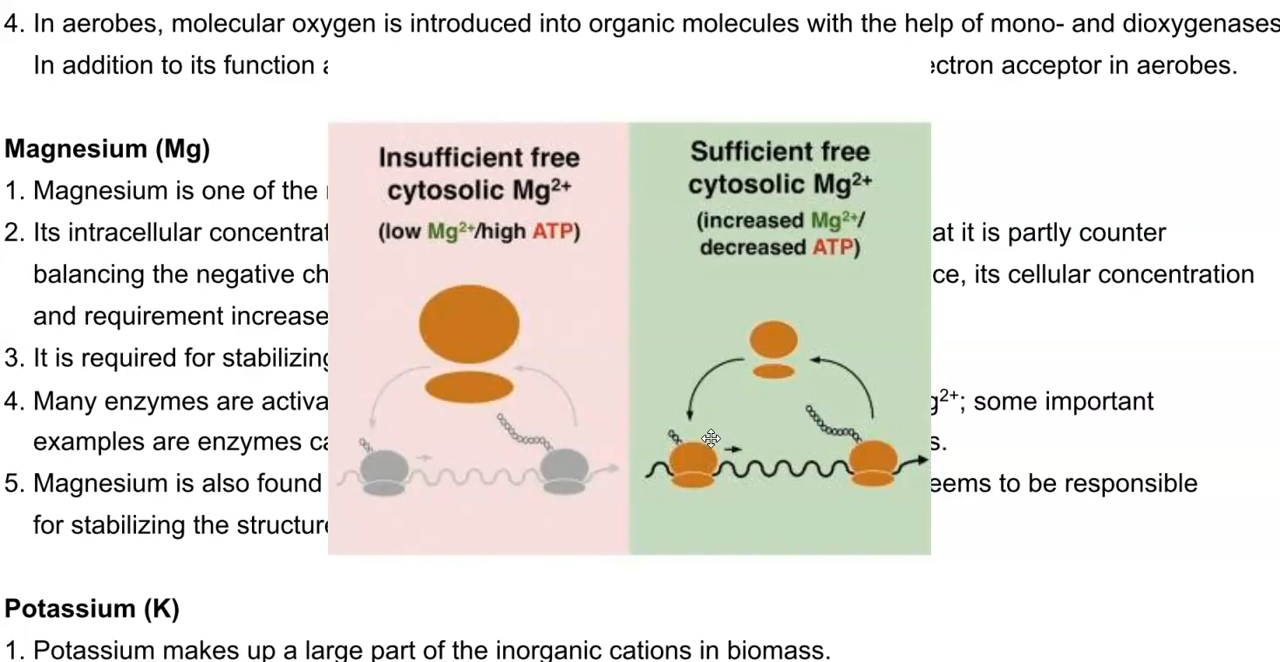 4. In aerobes, molecular oxygen is introduced into organic molecules with the help of mono- and dioxygenases
In addition to its function
ectron acceptor in aerobes.
Magnesium (Mg)
1. Magnesium is one of the
2. Its intracellular concentrat
at it is partly counter
balancing the negative ch
ce, its cellular concentration
and requirement increase
3. It is required for stabilizing
4. Many enzymes are activa
g²⁺; some important
examples are enzymes ca
s.
5. Magnesium is also found
eems to be responsible
for stabilizing the structure
Insufficient free
cytosolic Mg²⁺
(low Mg²⁺/high ATP)
Sufficient free
cytosolic Mg²⁺
(increased Mg²⁺/
decreased ATP)
Potassium (K)
1. Potassium makes up a large part of the inorganic cations in biomass.